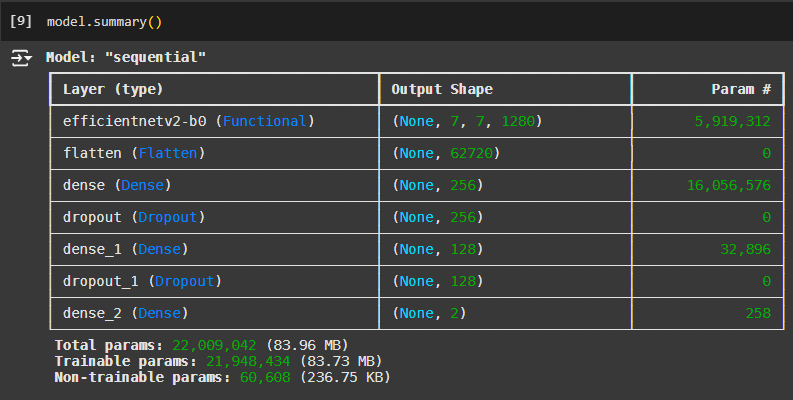 [9] model.summary()
Model: "sequential"
Layer (type) Output Shape Param #
efficientnetv2-b0 (Functional) (None, 7, 7, 1280) 5,919,312
flatten (Flatten) (None, 62720) 0
dense (Dense) (None, 256) 16,056,576
dropout (Dropout) (None, 256) 0
dense_1 (Dense) (None, 128) 32,896
dropout_1 (Dropout) (None, 128) 0
dense_2 (Dense) (None, 2) 258
Total params: 22,009,042 (83.96 MB)
Trainable params: 21,948,434 (83.73 MB)
Non-trainable params: 60,608 (236.75 KB)